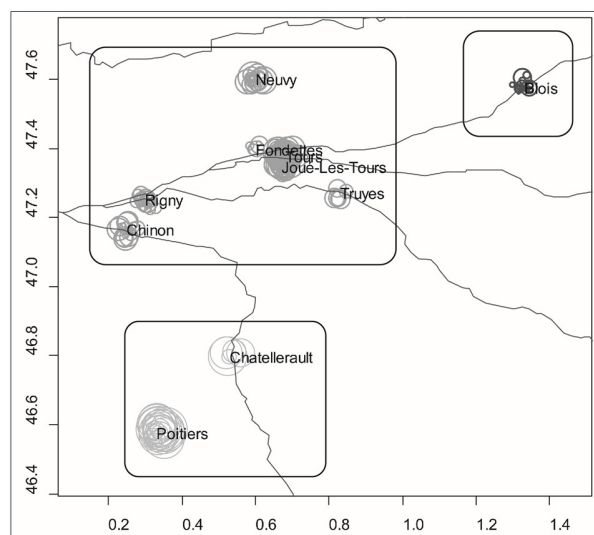 47.6
47.4
47.2
47.0
46.8
46.6
46.4
Neuvy
Blois
Fondettes
Tours
Joué-Les-Tours
Truyes
Rigny
Chinon
Chatellerault
Poitiers
0.2 0.4 0.6 0.8 1.0 1.2 1.4